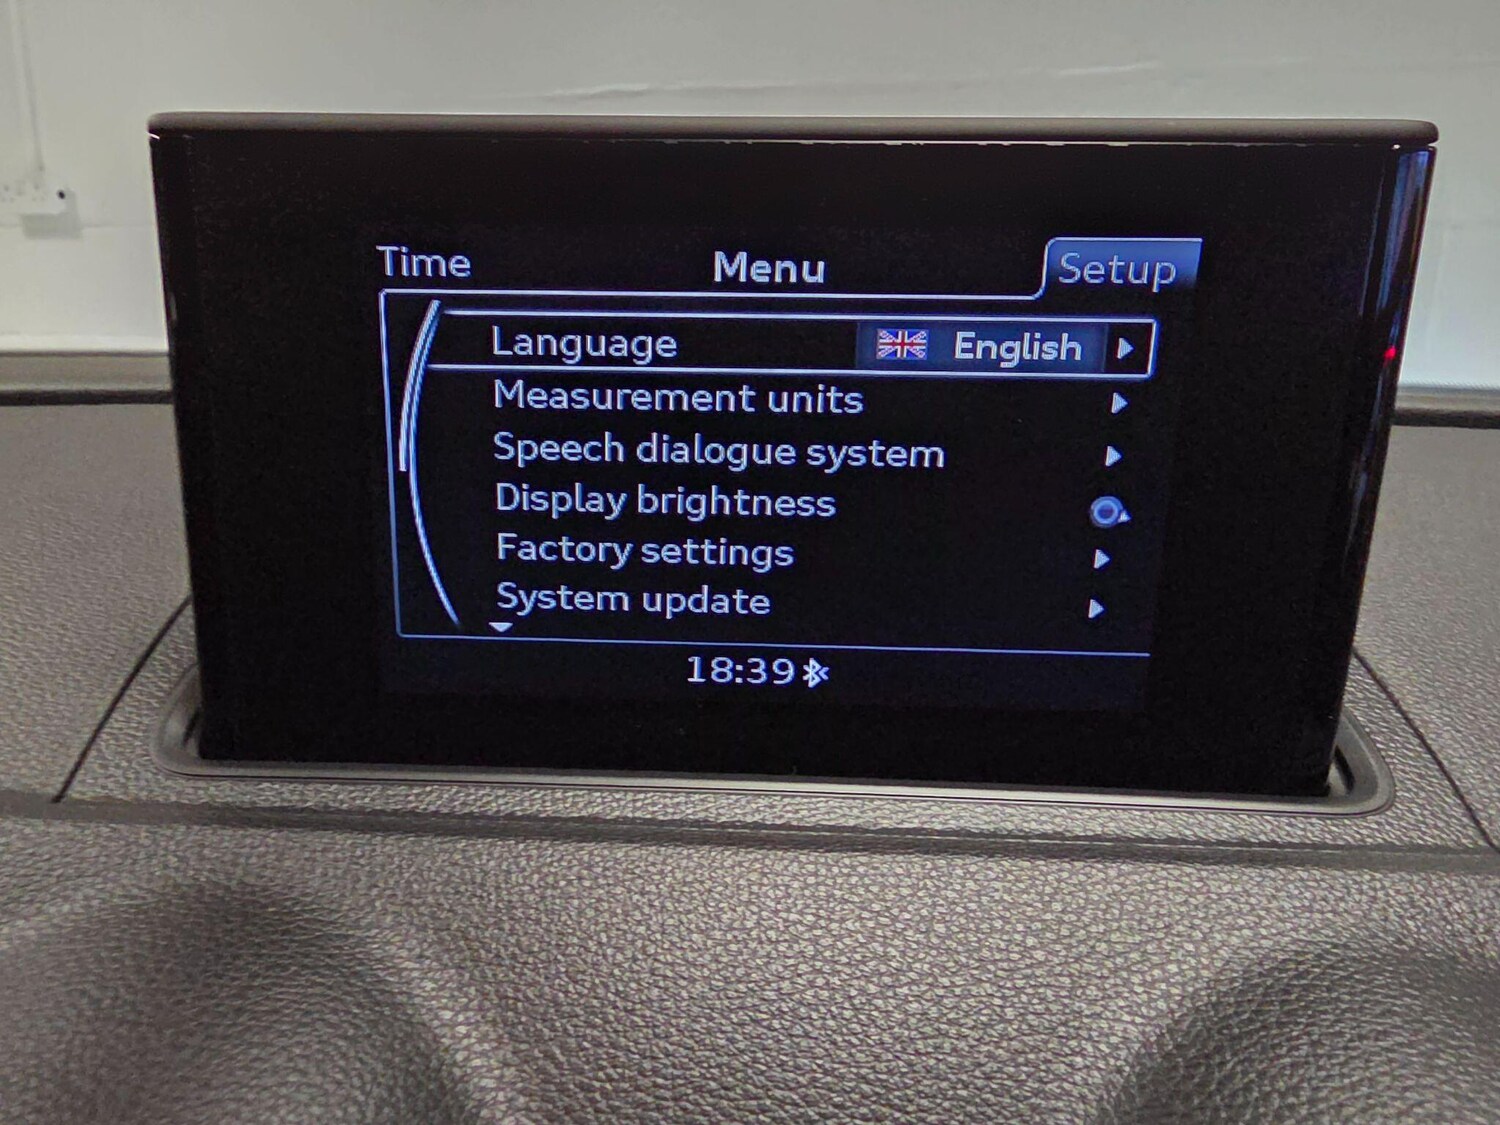 Time Menu Setup
Language English
Measurement units
Speech dialogue system
Display brightness
Factory settings
System update
18:39